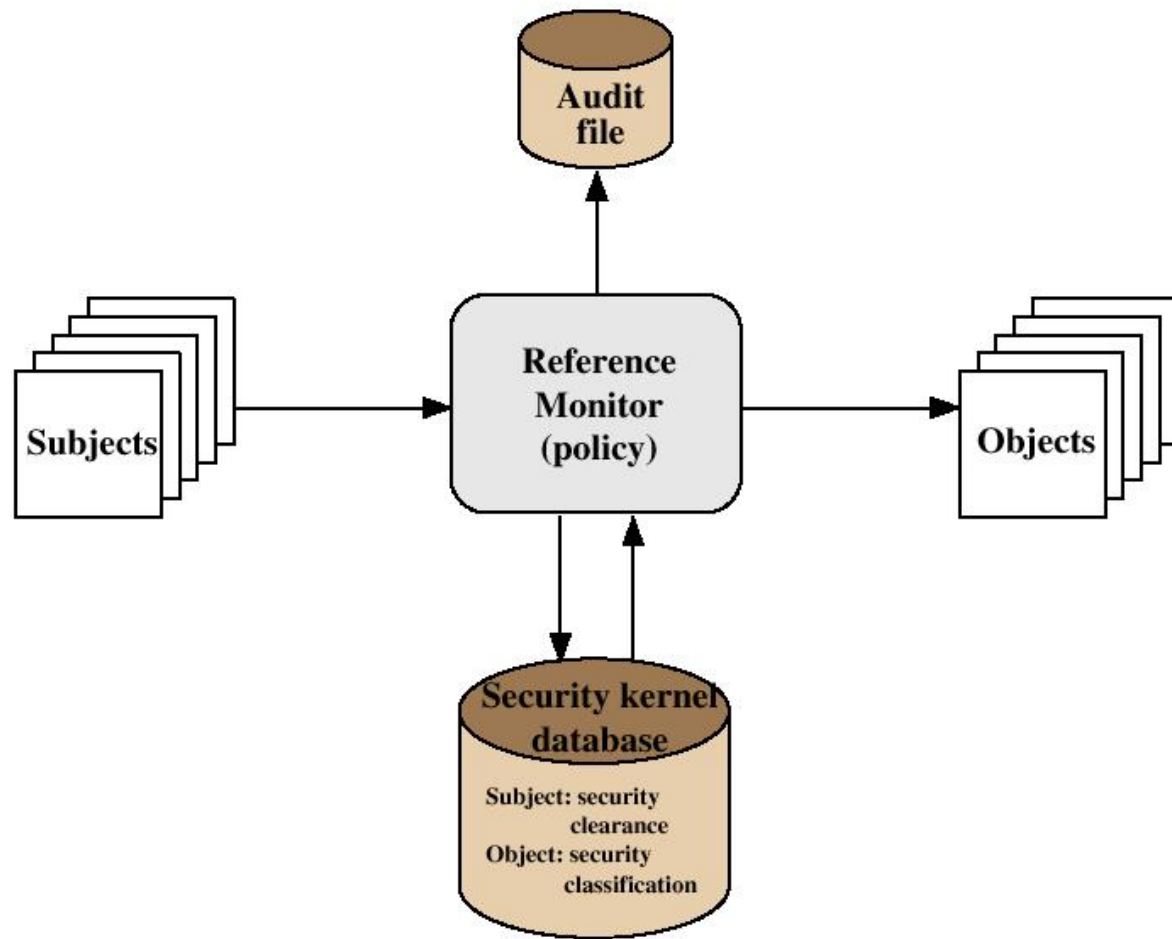 Audit
file
Reference
Monitor
(policy)
Subjects
Objects
Security kernel
database
Subject: security
clearance
Object: security
classification